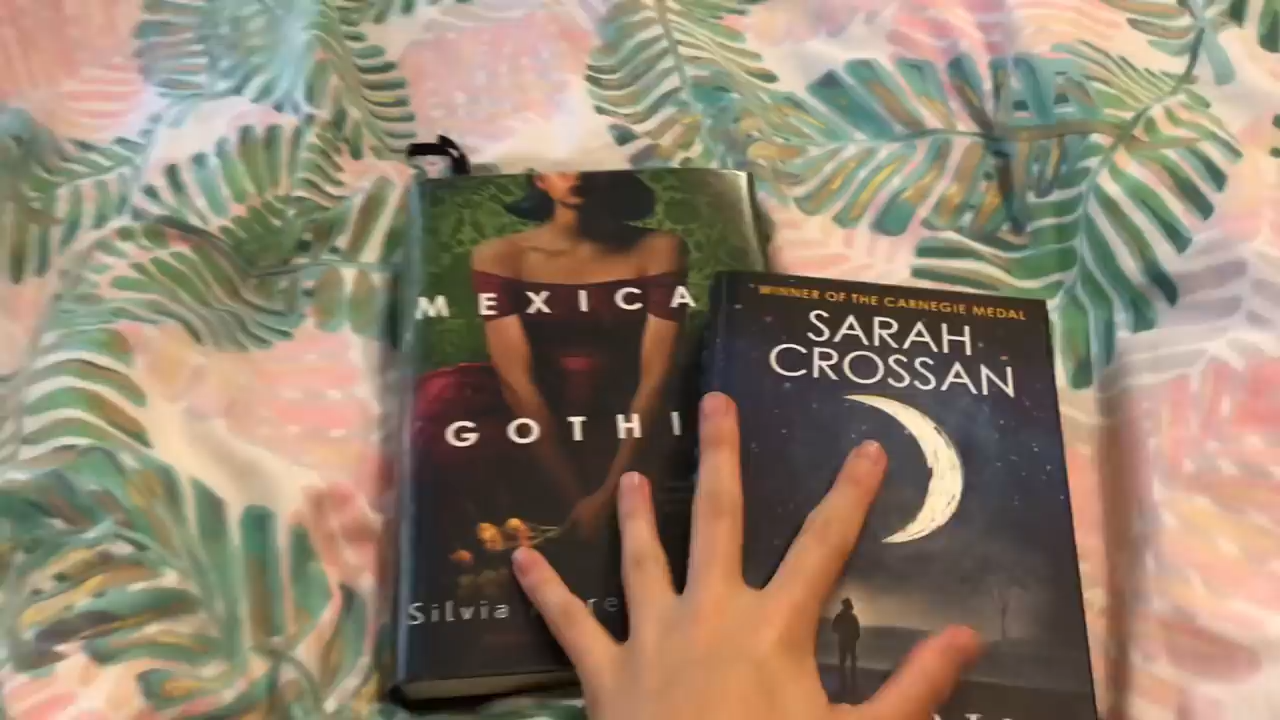 MEXICA
GOTHI
Silvia
WINNER OF THE CARNEGIE MEDAL
SARAH
CROSSAN